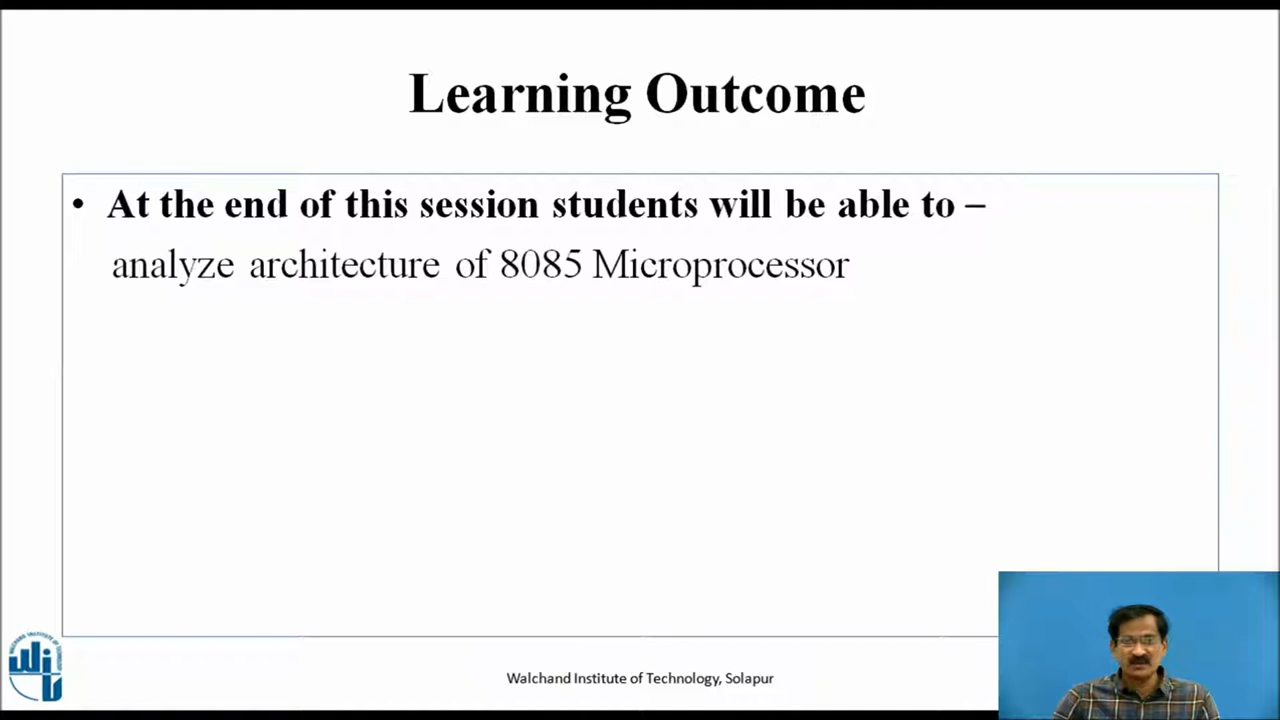 Learning Outcome
• At the end of this session students will be able to –
analyze architecture of 8085 Microprocessor
Walchand Institute of Technology, Solapur